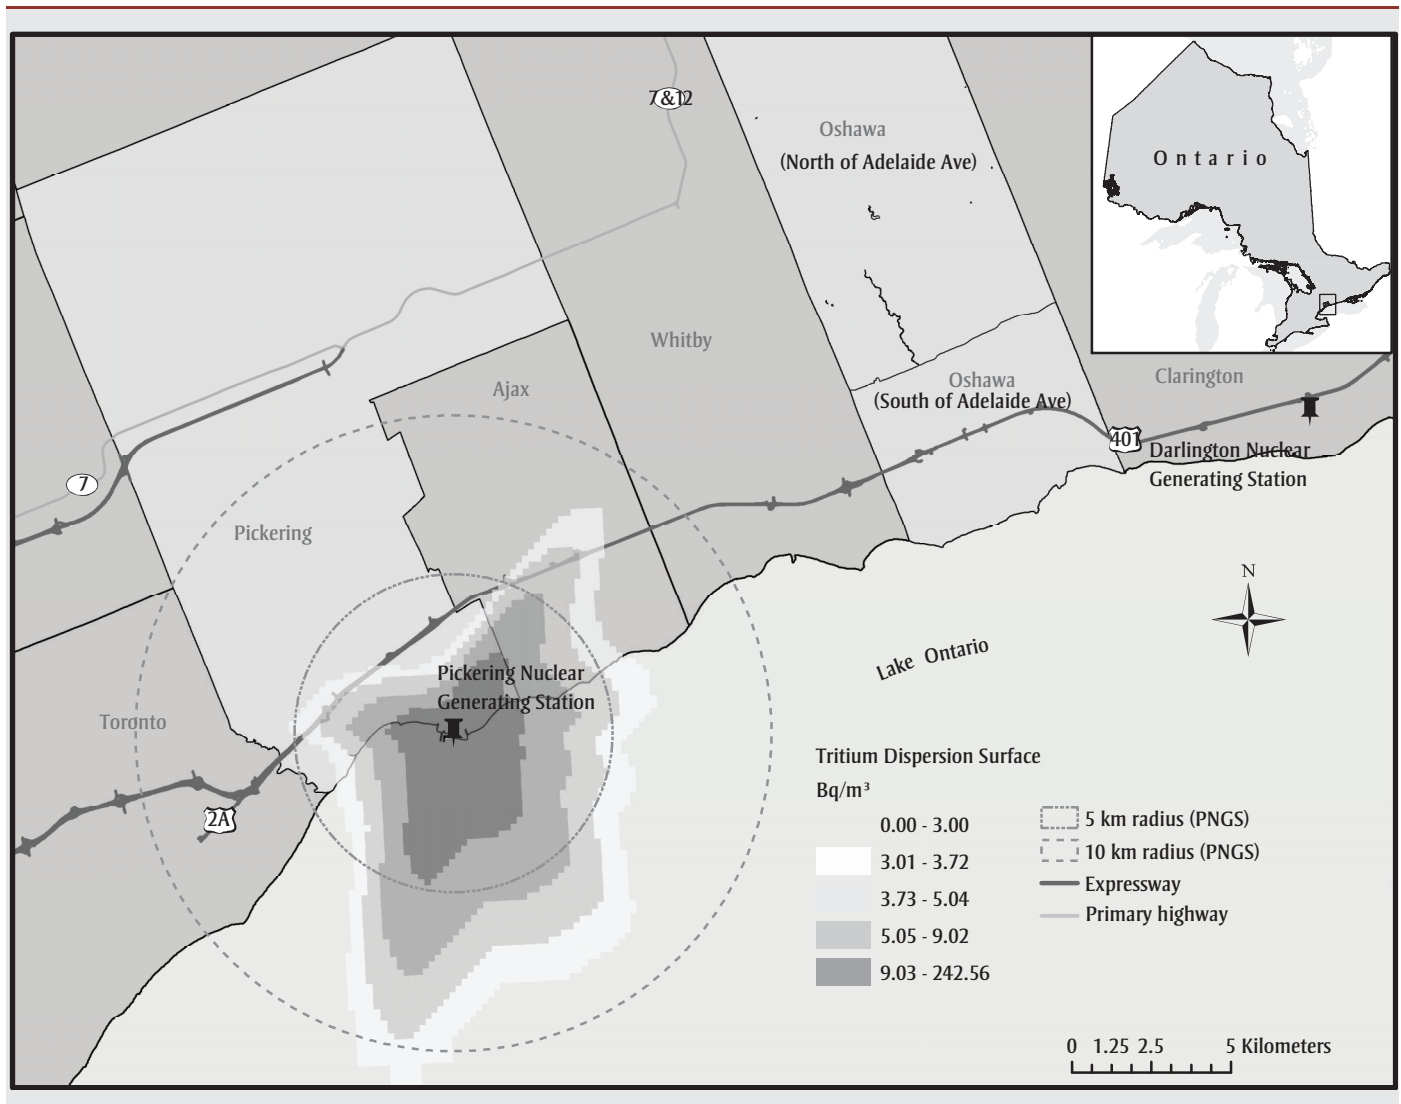 7&12
Oshawa
(North of Adelaide Ave)
Ontario
Whitby
Ajax
Oshawa
(South of Adelaide Ave)
Clarington
401
Darlington Nuclear
Generating Station
7
Pickering
N
Lake Ontario
Pickering Nuclear
Generating Station
Toronto
2A
Tritium Dispersion Surface
Bq/m³
0.00 - 3.00
3.01 - 3.72
3.73 - 5.04
5.05 - 9.02
9.03 - 242.56
5 km radius (PNGS)
10 km radius (PNGS)
Expressway
Primary highway
0 1.25 2.5 5 Kilometers